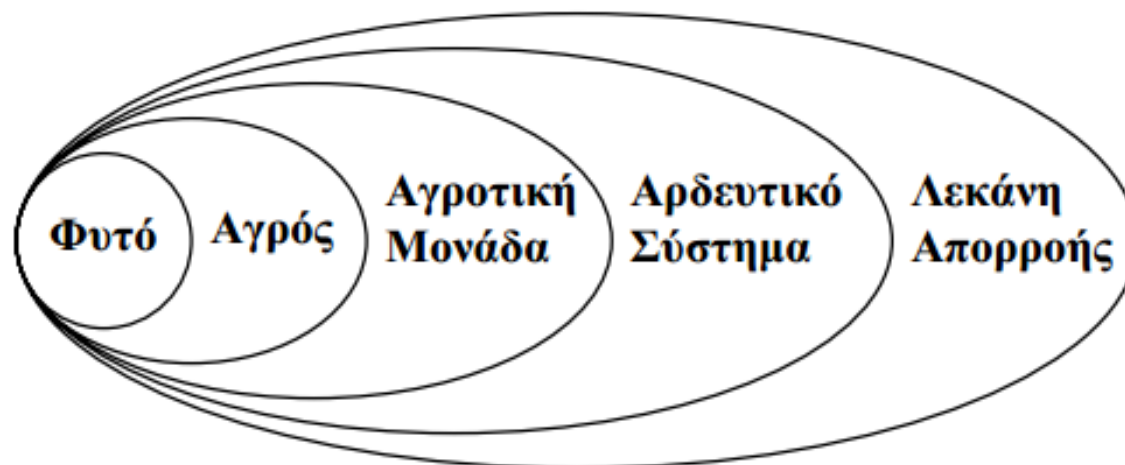 Φυτό
Αγρός
Αγροτική
Μονάδα
Αρδευτικό
Σύστημα
Λεκάνη
Απορροής